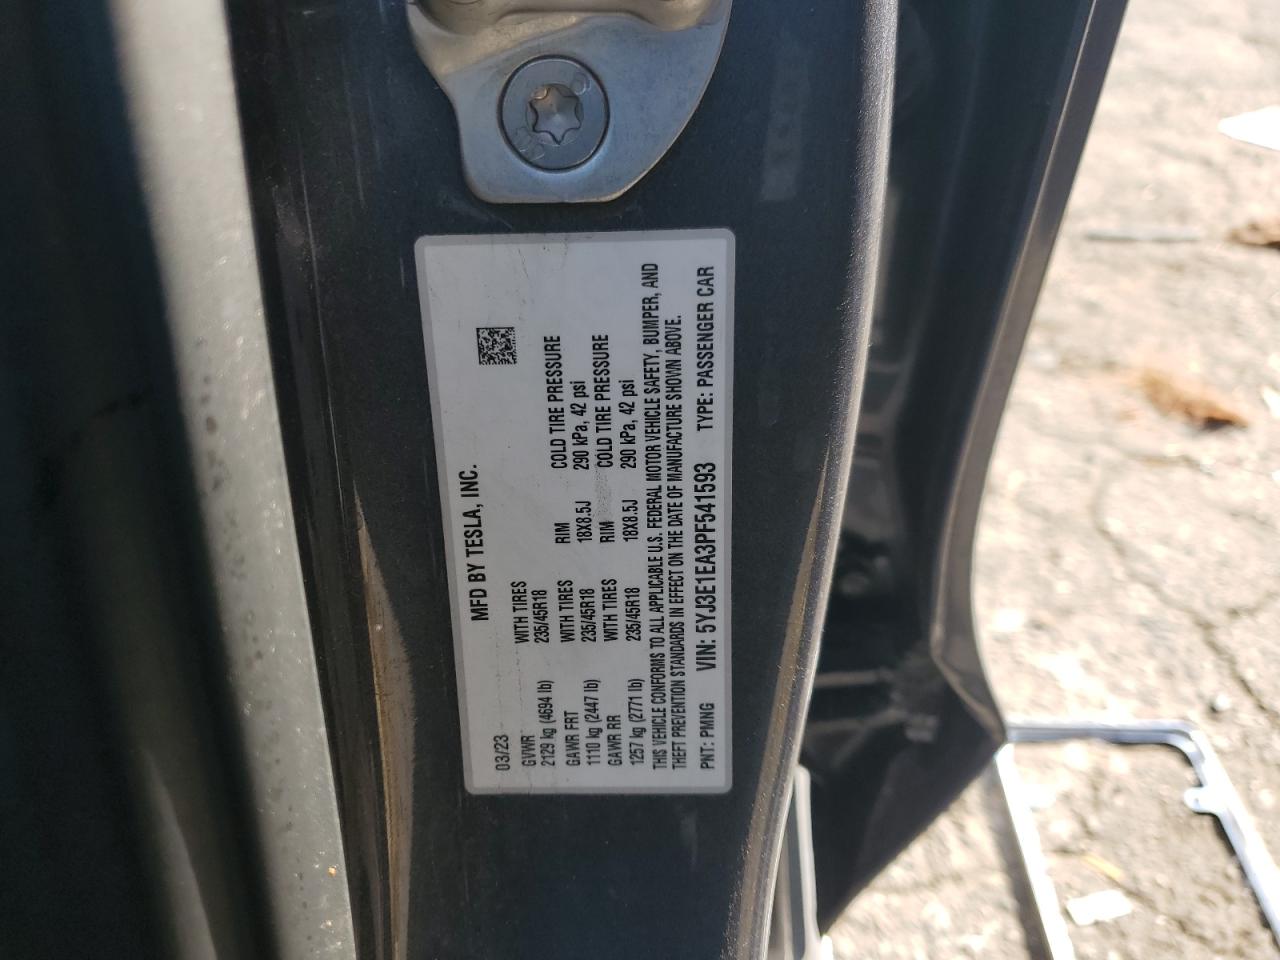 MFD BY TESLA, INC.
03/23
GVWR WITH TIRES
2129 kg (4694 lb) 235/45R18
GAWR FRT WITH TIRES RIM COLD TIRE PRESSURE
1110 kg (2447 lb) 235/45R18 18X8.5J 290 kPa, 42 psi
GAWR RR WITH TIRES RIM COLD TIRE PRESSURE
1257 kg (2771 lb) 235/45R18 18X8.5J 290 kPa, 42 psi
THIS VEHICLE CONFORMS TO ALL APPLICABLE U.S. FEDERAL MOTOR VEHICLE SAFETY, BUMPER, AND
THEFT PREVENTION STANDARDS IN EFFECT ON THE DATE OF MANUFACTURE SHOWN ABOVE.
PNT: PMNG VIN: 5YJ3E1EA3PF541593 TYPE: PASSENGER CAR